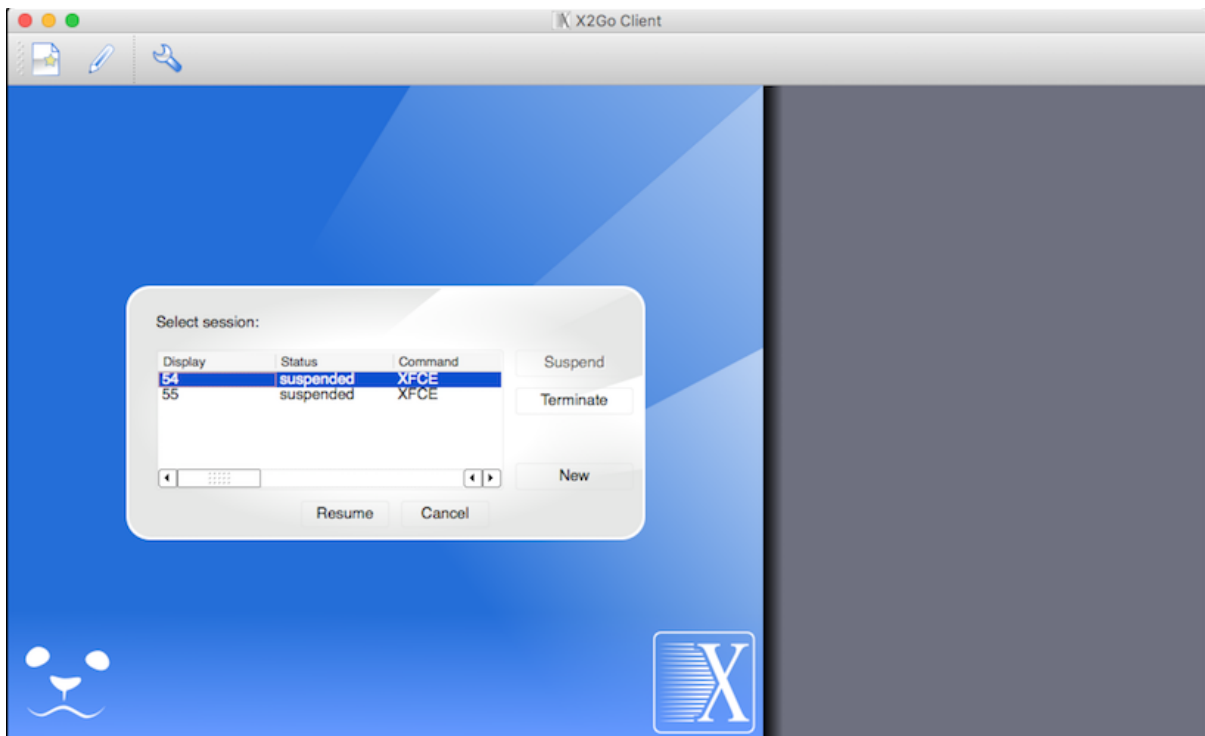 X2Go Client
Select session:
Display Status Command
54 suspended XFCE
55 suspended XFCE
Suspend
Terminate
New
Resume Cancel
X